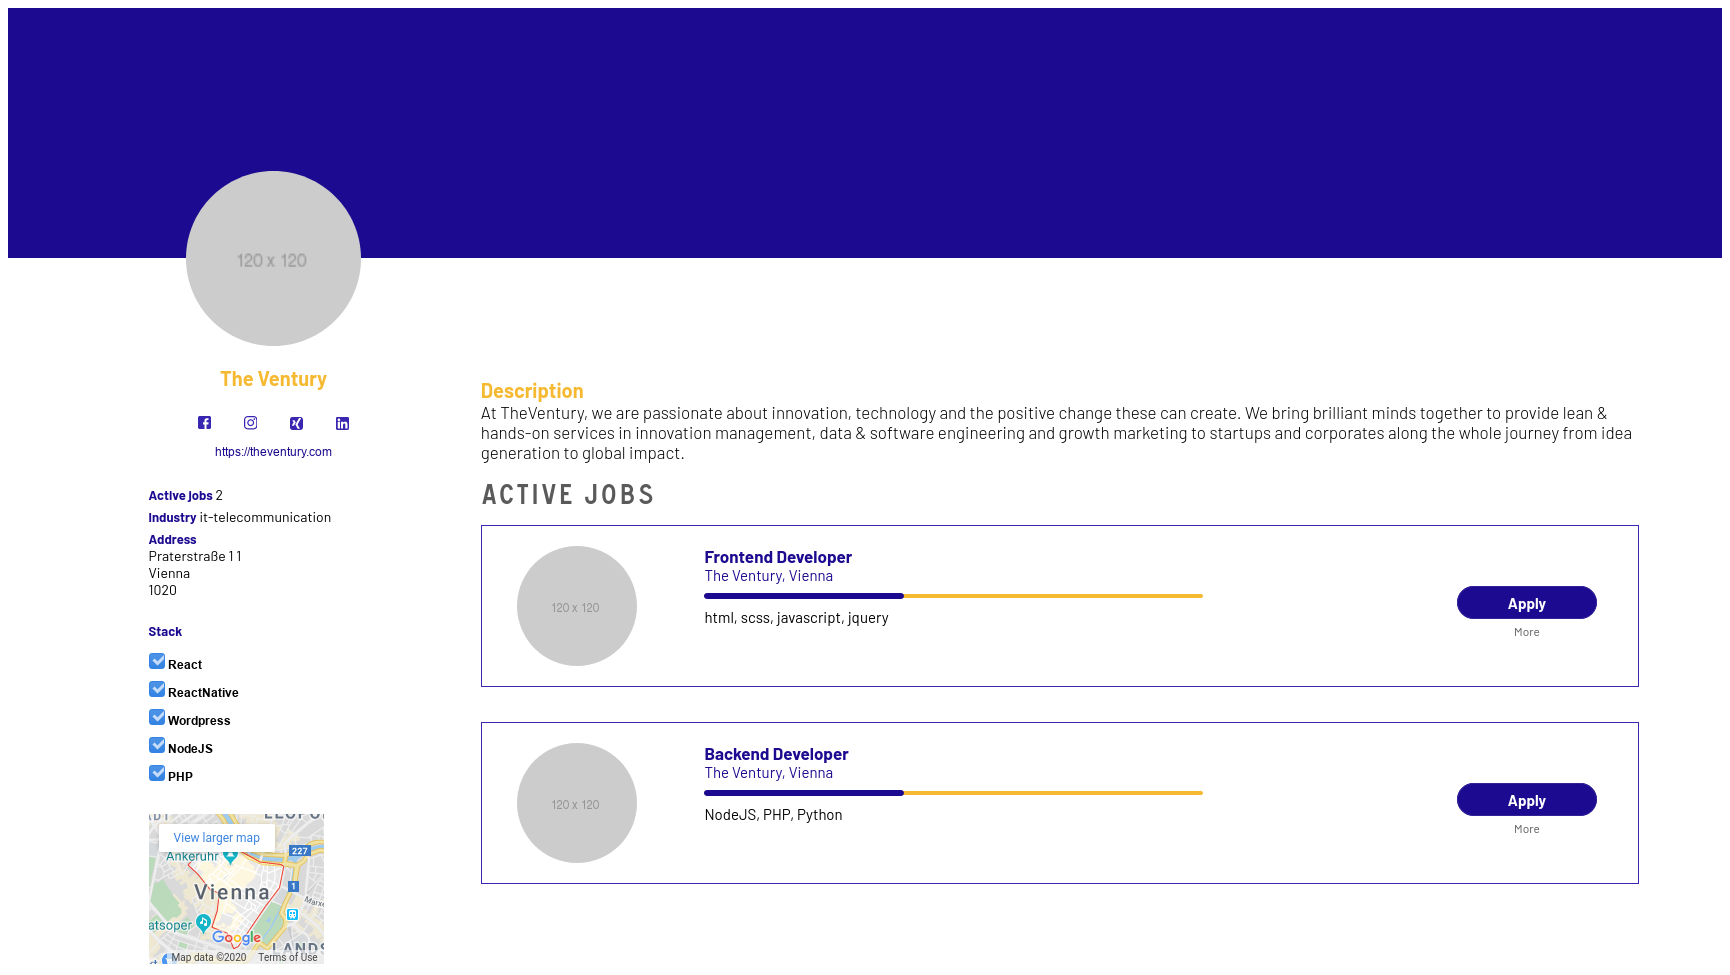 120 x 120
The Ventury
https://theventury.com
Active jobs 2
Industry it-telecommunication
Address
Praterstraße 1 1
Vienna
1020
Stack
React
ReactNative
Wordpress
NodeJS
PHP
View larger map
Ankeruhr
227
1
Vienna
atsoper
Google
Map data ©2020 Terms of Use
Description
At TheVentury, we are passionate about innovation, technology and the positive change these can create. We bring brilliant minds together to provide lean &
hands-on services in innovation management, data & software engineering and growth marketing to startups and corporates along the whole journey from idea
generation to global impact.
ACTIVE JOBS
120 x 120
Frontend Developer
The Ventury, Vienna
html, scss, javascript, jquery
Apply
More
120 x 120
Backend Developer
The Ventury, Vienna
NodeJS, PHP, Python
Apply
More